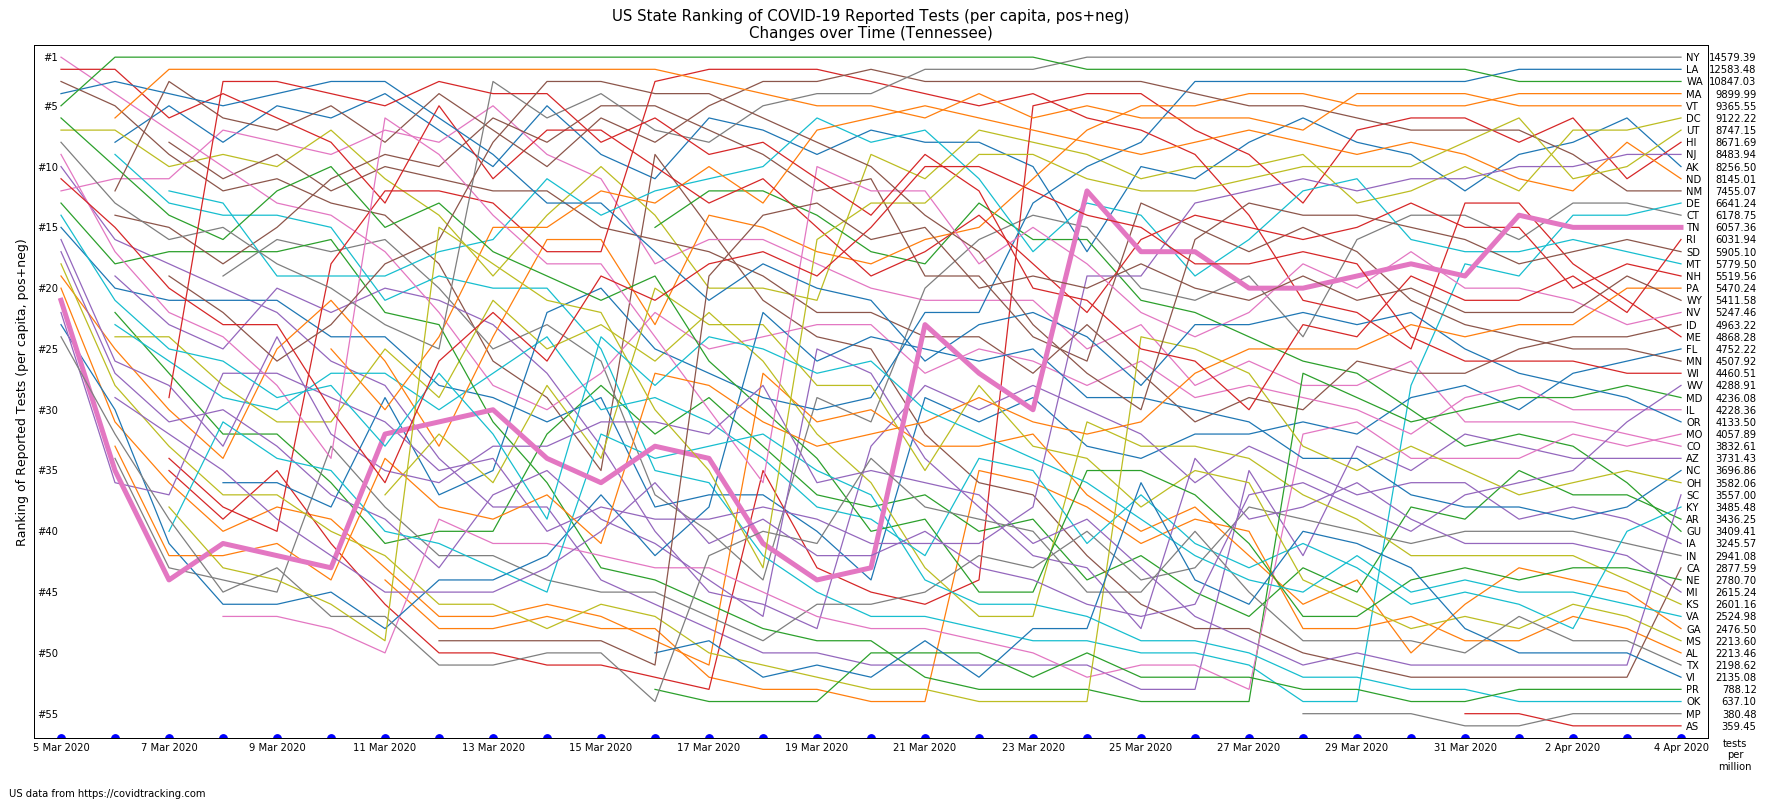 US State Ranking of COVID-19 Reported Tests (per capita, pos+neg)
Changes over Time (Tennessee)
Ranking of Reported Tests (per capita, pos+neg)
#1
#5
#10
#15
#20
#25
#30
#35
#40
#45
#50
#55
NY 14579.39
LA 12583.48
WA 10847.03
MA 9899.99
VT 9365.55
DC 9122.22
UT 8747.15
HI 8671.69
NJ 8483.94
AK 8256.50
ND 8145.01
NM 7455.07
DE 6641.24
CT 6178.75
TN 6057.36
RI 6031.94
SD 5905.10
MT 5779.50
NH 5519.56
PA 5470.24
WY 5411.58
NV 5247.46
ID 4963.22
ME 4868.28
FL 4752.22
MN 4507.92
WI 4460.51
WV 4288.91
MD 4236.08
IL 4228.36
OR 4133.50
MO 4057.89
CO 3832.61
AZ 3731.43
NC 3696.86
OH 3582.06
SC 3557.00
KY 3485.48
AR 3436.25
GU 3409.41
IA 3245.57
IN 2941.08
CA 2877.59
NE 2780.70
MI 2615.24
KS 2601.16
VA 2524.98
GA 2476.50
MS 2213.60
AL 2213.46
TX 2198.62
VI 2135.08
PR 788.12
OK 637.10
MP 380.48
AS 359.45
5 Mar 2020 7 Mar 2020 9 Mar 2020 11 Mar 2020 13 Mar 2020 15 Mar 2020 17 Mar 2020 19 Mar 2020 21 Mar 2020 23 Mar 2020 25 Mar 2020 27 Mar 2020 29 Mar 2020 31 Mar 2020 2 Apr 2020 4 Apr 2020
tests
per
million
US data from https://covidtracking.com